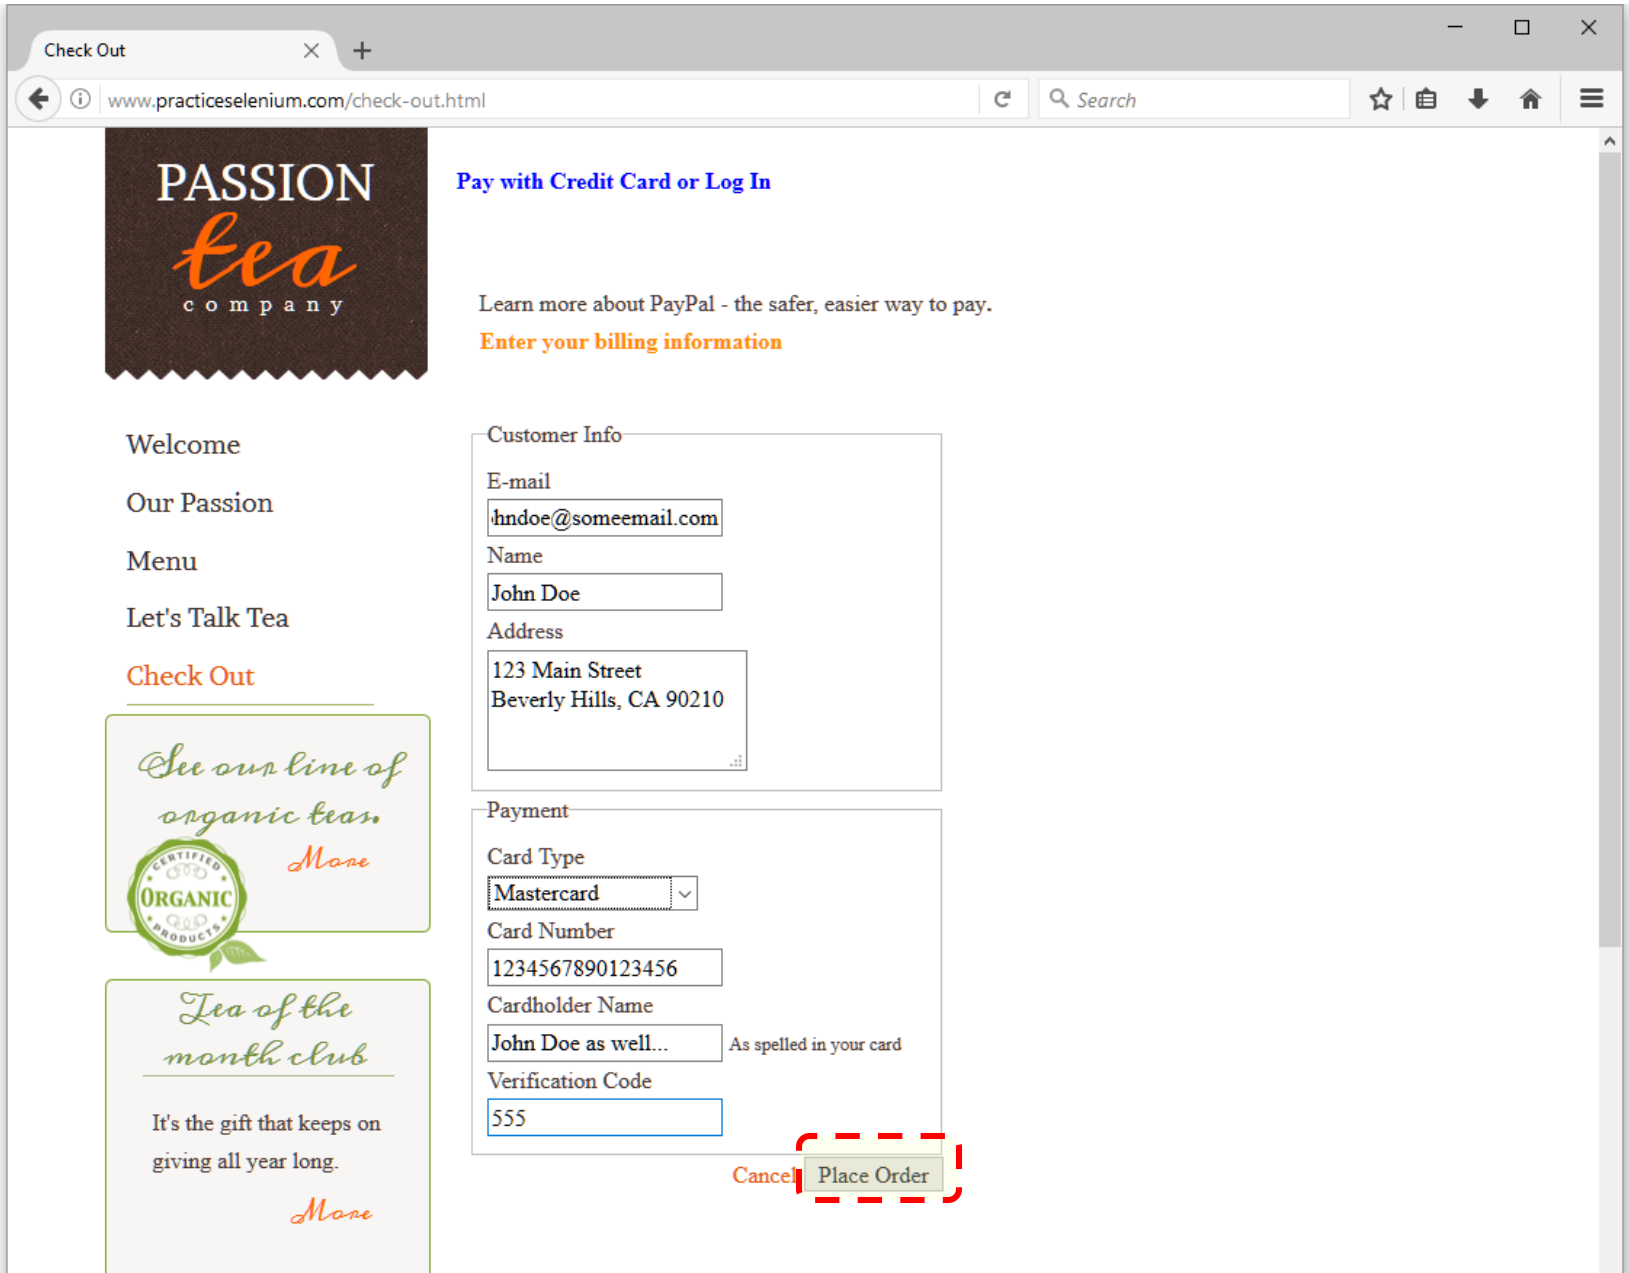 Check Out
www.practiceselenium.com/check-out.html
Search
PASSION
tea
company
Pay with Credit Card or Log In
Learn more about PayPal - the safer, easier way to pay.
Enter your billing information
Welcome
Our Passion
Menu
Let's Talk Tea
Check Out
See our line of
organic teas.
More
CERTIFIED
ORGANIC
PRODUCTS
Tea of the
month club
It's the gift that keeps on
giving all year long.
More
Customer Info
E-mail
hndoe@someemail.com
Name
John Doe
Address
123 Main Street
Beverly Hills, CA 90210
Payment
Card Type
Mastercard
Card Number
1234567890123456
Cardholder Name
John Doe as well... As spelled in your card
Verification Code
555
Cancel Place Order